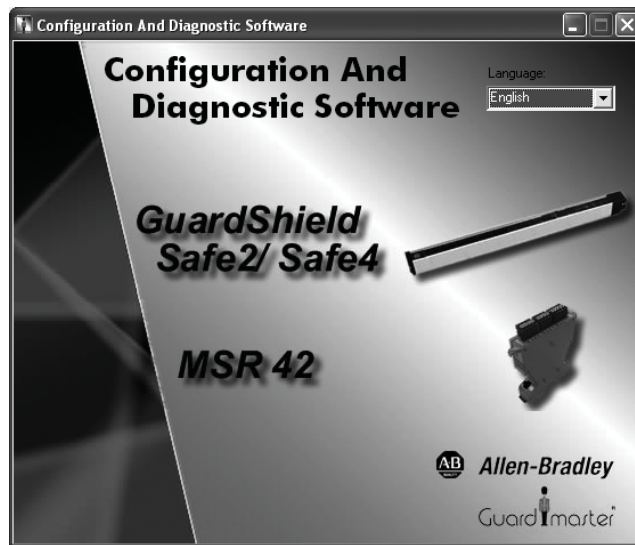 Configuration And Diagnostic Software
Configuration And
Diagnostic Software
Language:
English
GuardShield
Safe2/ Safe4
MSR 42
AB
Allen-Bradley
Guardmaster